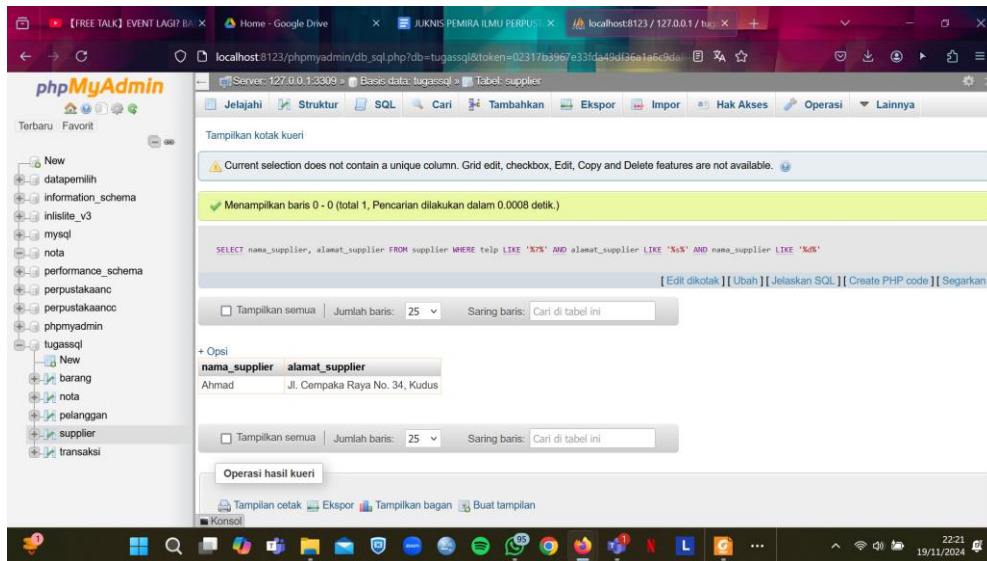 【FREE TALK】 EVENT LAGI? BA
Home - Google Drive
JUKNIS PEMIRA ILMU PERPUST
localhost:8123 / 127.0.0.1 / tug
localhost:8123/phpmyadmin/db_sql.php?db=tugassql&token=02317b3967e33fda49df36a1a6c9da
phpMyAdmin
Terbaru Favorit
New
datapemilih
information_schema
inlislite_v3
mysql
nota
performance_schema
perpustakaanc
perpustakaancc
phpmyadmin
tugassql
New
barang
nota
pelanggan
supplier
transaksi
Server: 127.0.0.1:3309 » Basis data: tugassql » Tabel: supplier
Jelajahi Struktur SQL Cari Tambahkan Ekspor Impor Hak Akses Operasi Lainnya
Tampilkan kotak kueri
Current selection does not contain a unique column. Grid edit, checkbox, Edit, Copy and Delete features are not available.
Menampilkan baris 0 - 0 (total 1, Pencarian dilakukan dalam 0.0008 detik.)
SELECT nama_supplier, alamat_supplier FROM supplier WHERE telp LIKE '%7%' AND alamat_supplier LIKE '%s%' AND nama_supplier LIKE '%d%'
[ Edit dikotak ] [ Ubah ] [ Jelaskan SQL ] [ Create PHP code ] [ Segarkan
Tampilkan semua | Jumlah baris: 25 Saring baris: Cari di tabel ini
+ Opsi
nama_supplier alamat_supplier
Ahmad Jl. Cempaka Raya No. 34, Kudus
Tampilkan semua | Jumlah baris: 25 Saring baris: Cari di tabel ini
Operasi hasil kueri
Tampilan cetak Ekspor Tampilkan bagan Buat tampilan
Konsol
1
95
1
22:21
19/11/2024